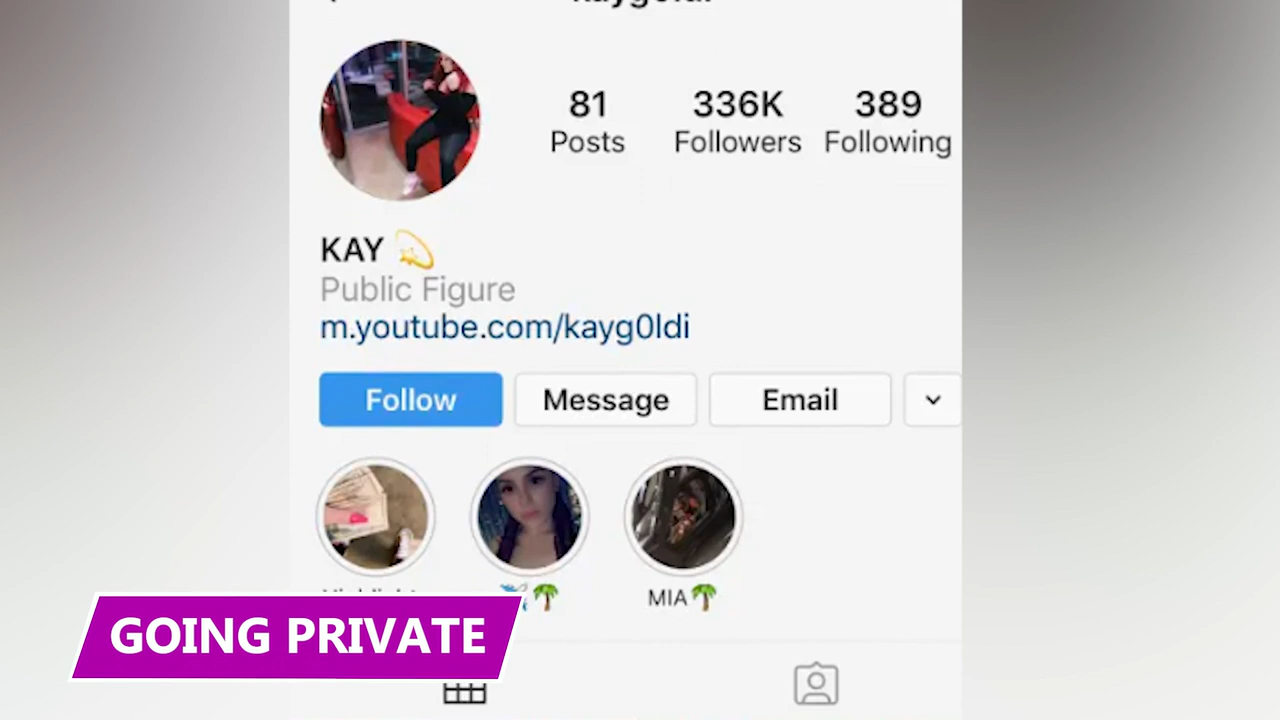 81 336K 389
Posts Followers Following
KAY
Public Figure
m.youtube.com/kayg0ldi
Follow Message Email
MIA
GOING PRIVATE